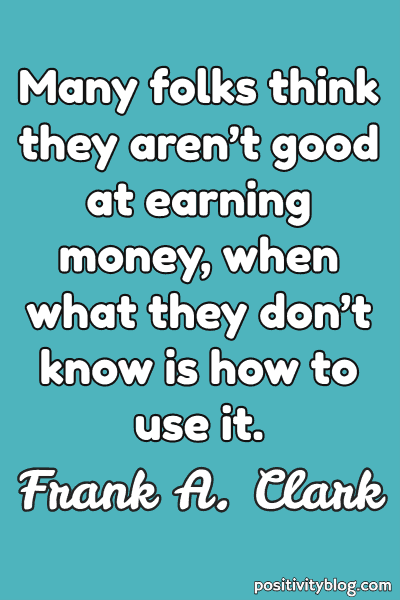 Many folks think
they aren’t good
at earning
money, when
what they don’t
know is how to
use it.
Frank A. Clark
positivityblog.com